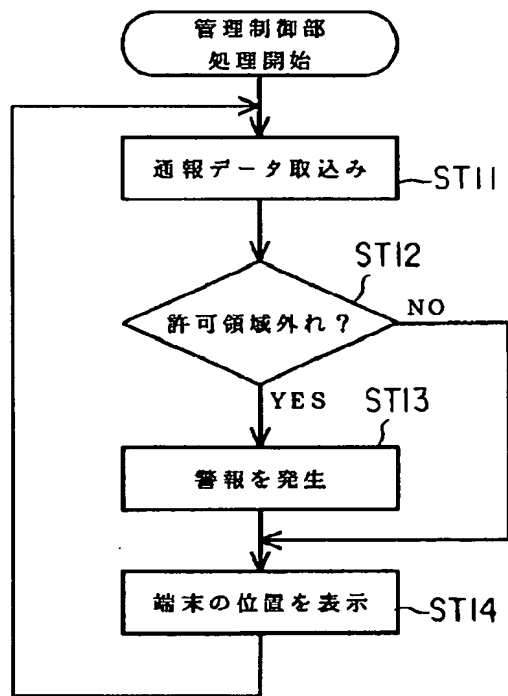 管理制御部
処理開始
通報データ取込み
ST11
ST12
許可領域外れ？
NO
YES
ST13
警報を発生
端末の位置を表示
ST14